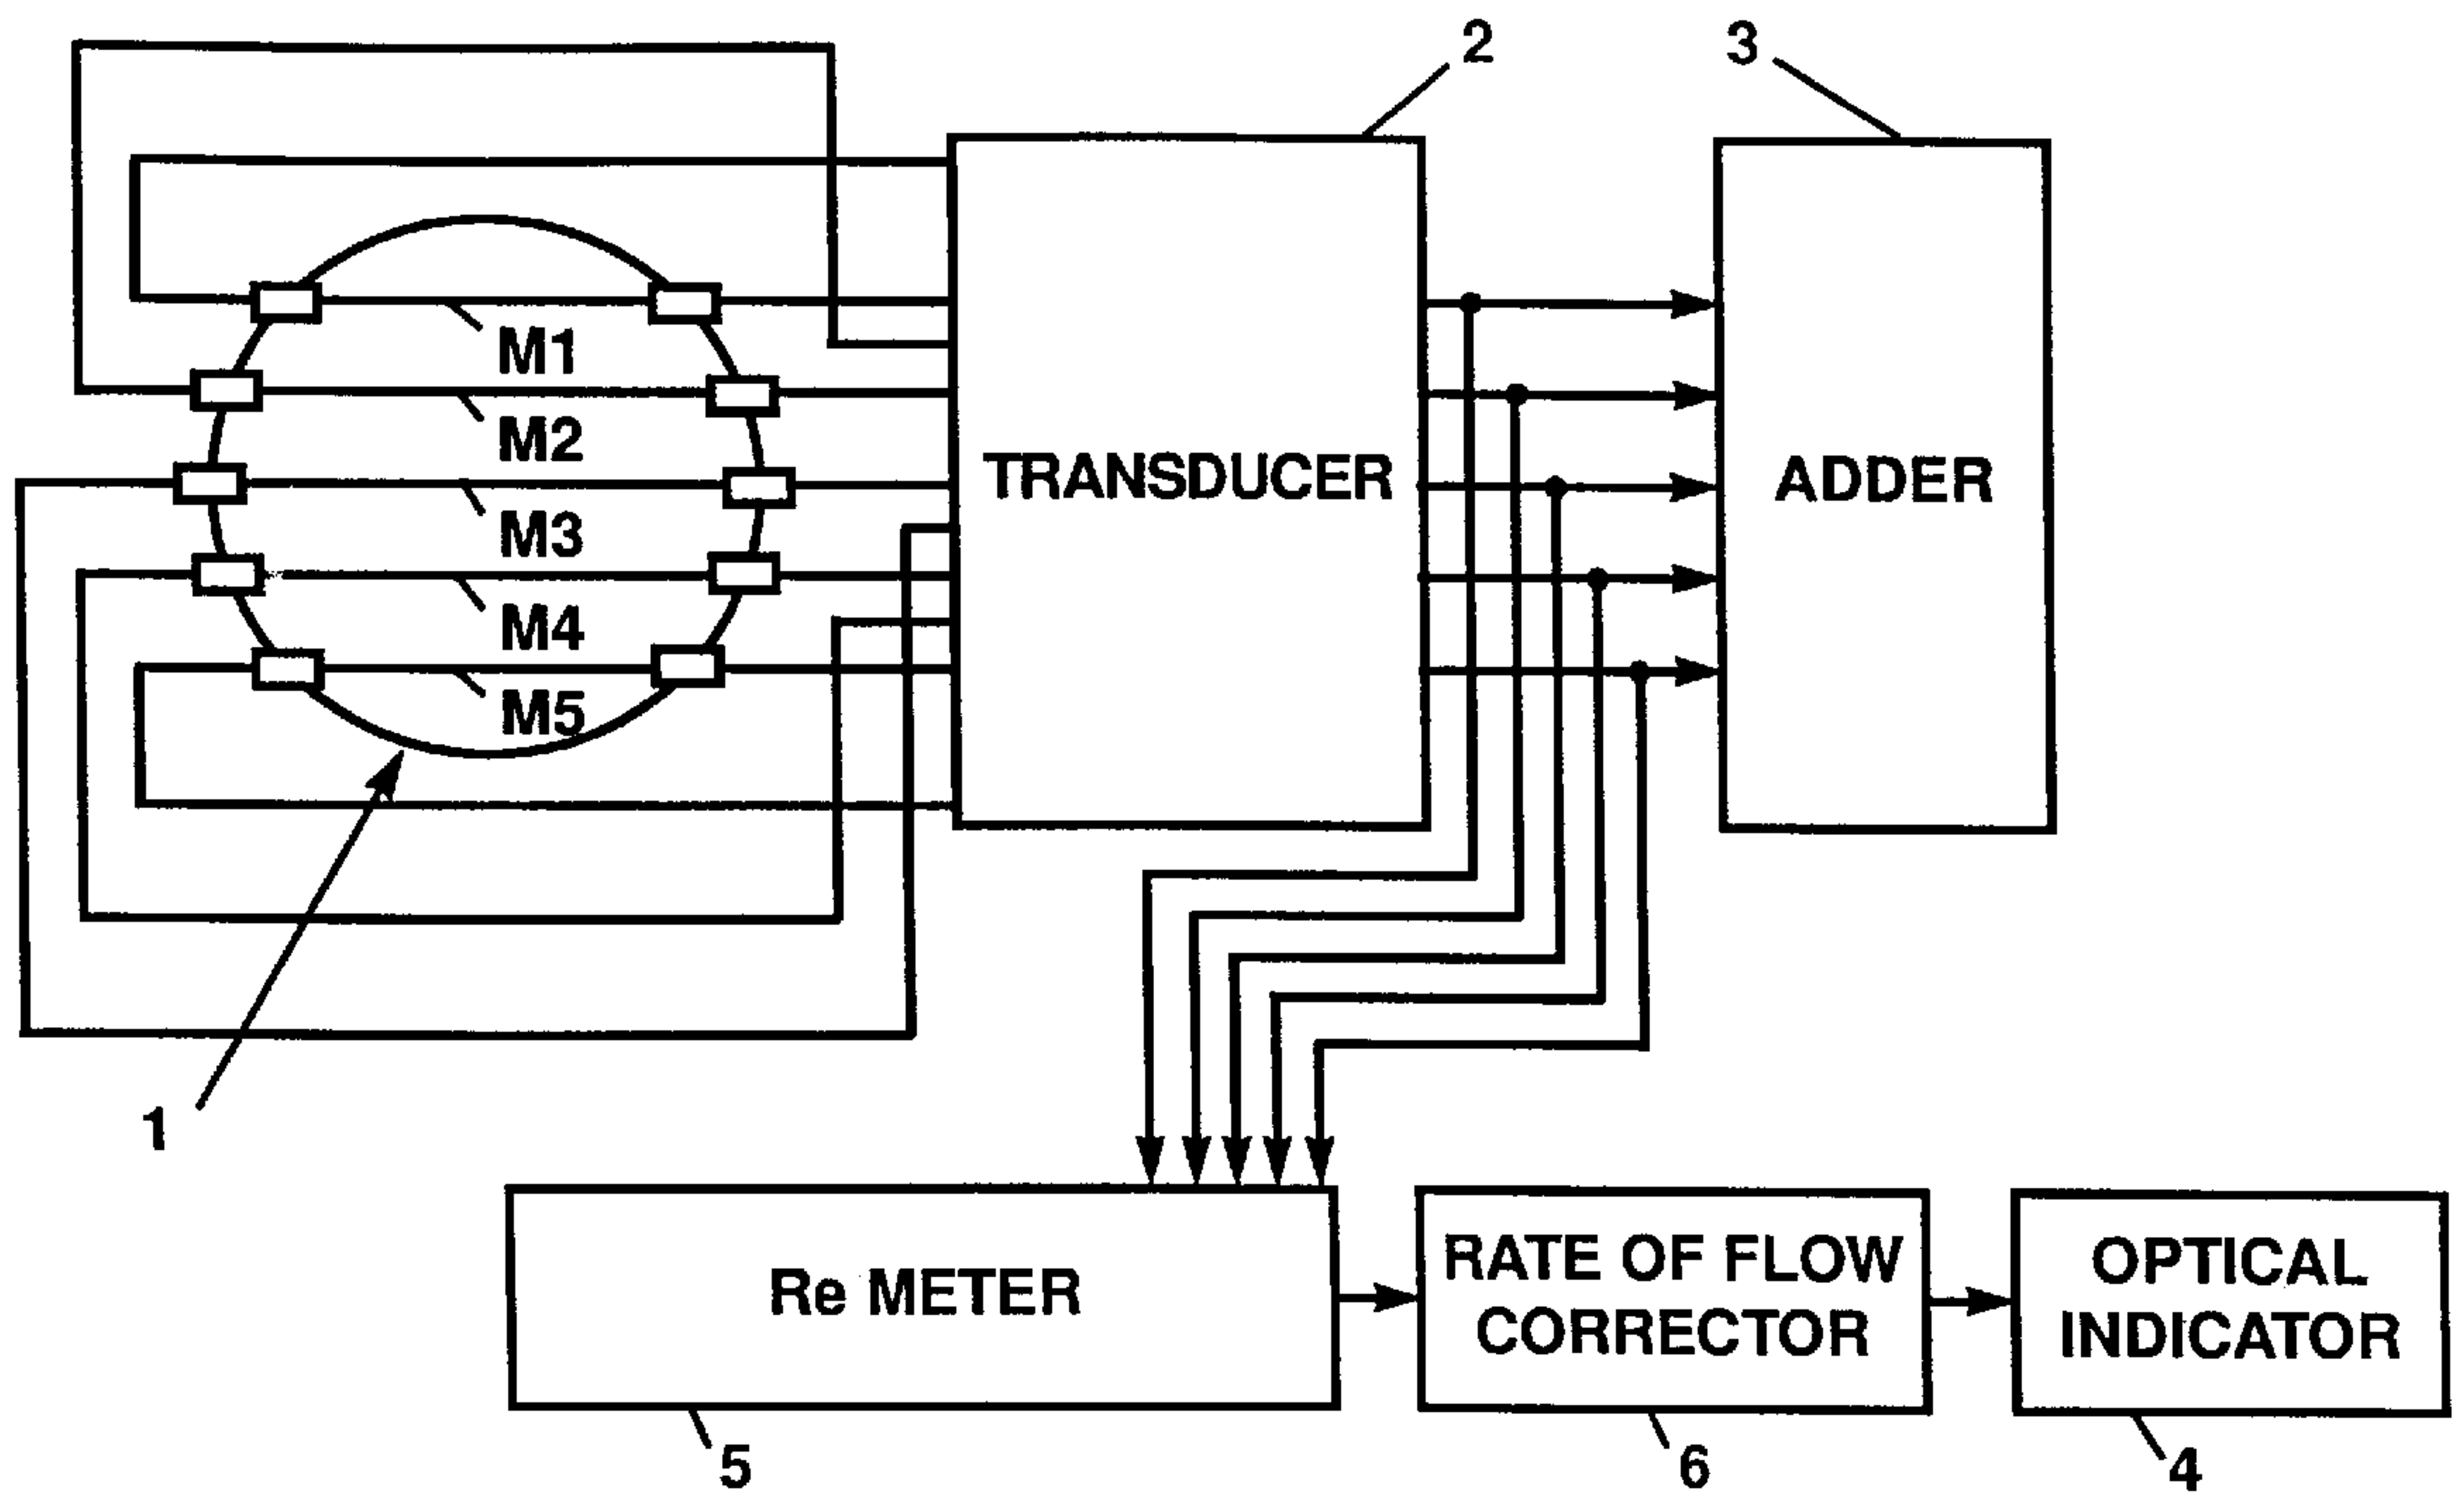 2
3
M1
M2
TRANSDUCER
ADDER
M3
M4
M5
1
Re METER
RATE OF FLOW
CORRECTOR
OPTICAL
INDICATOR
5
6
4